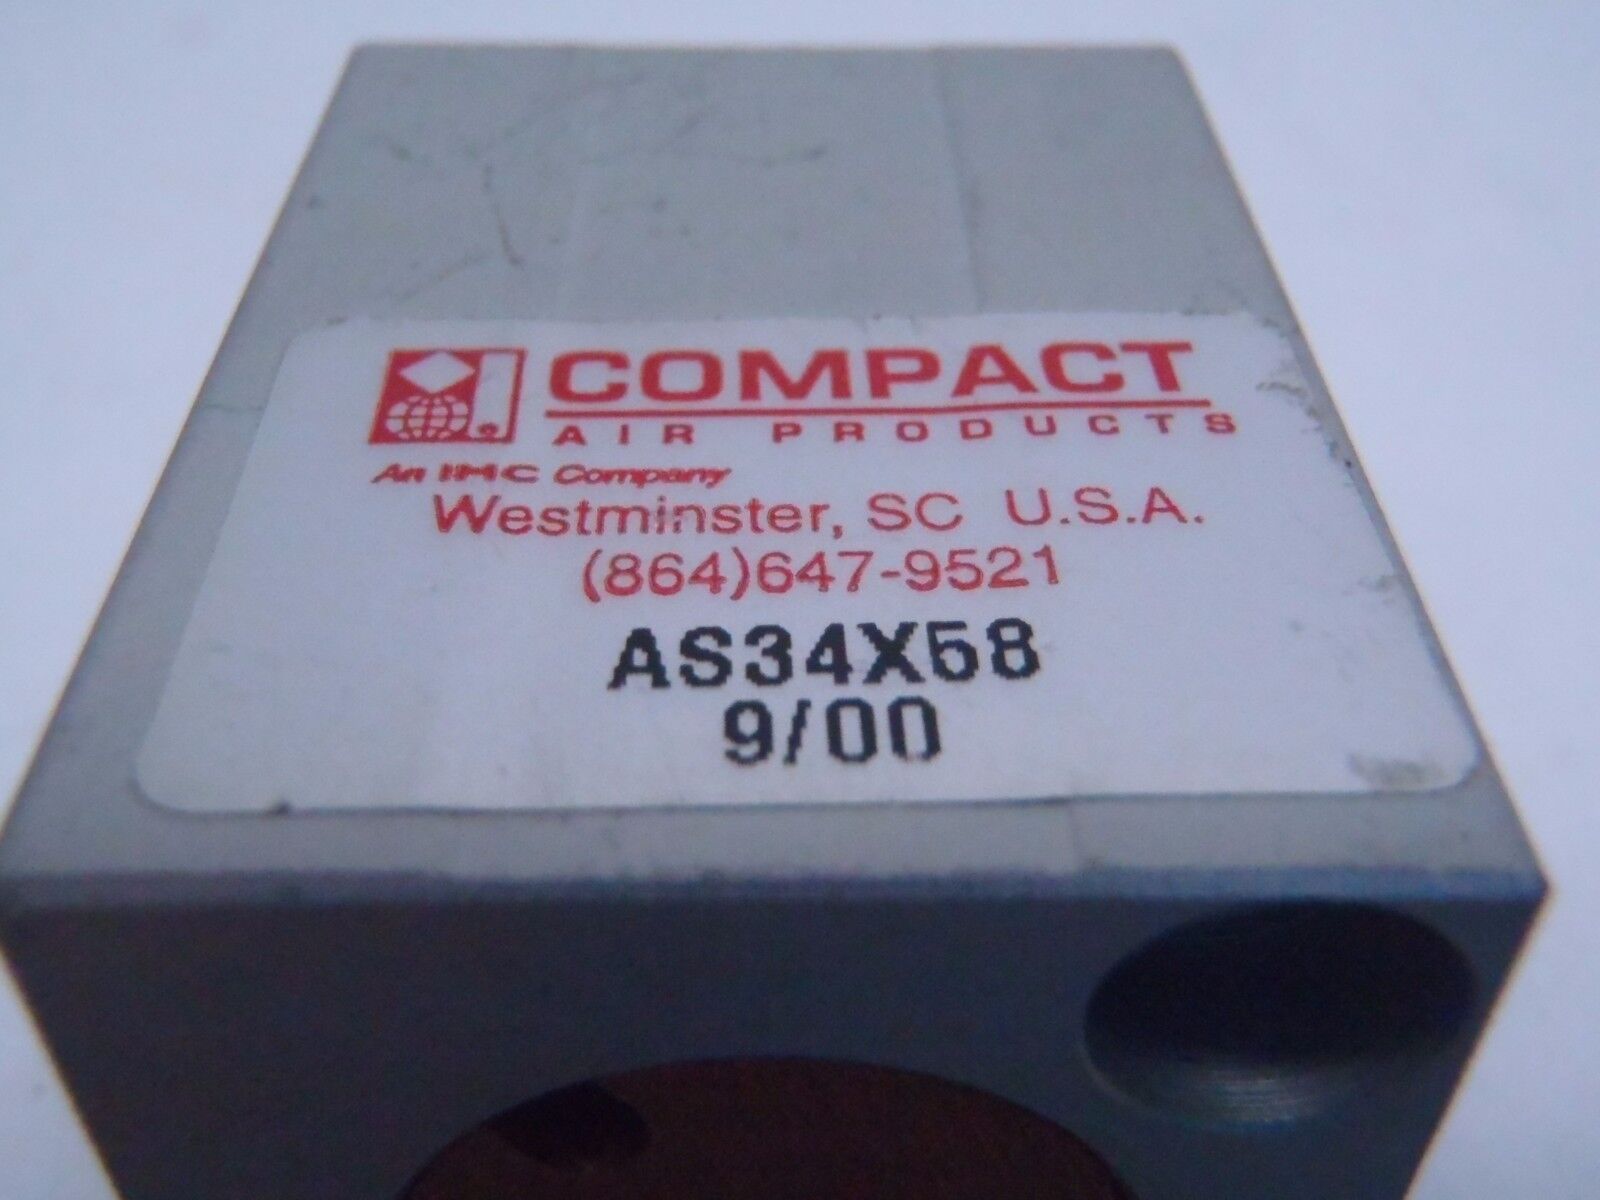 COMPACT
AIR PRODUCTS
An IMC Company
Westminster, SC U.S.A.
(864)647-9521
AS34X58
9/00